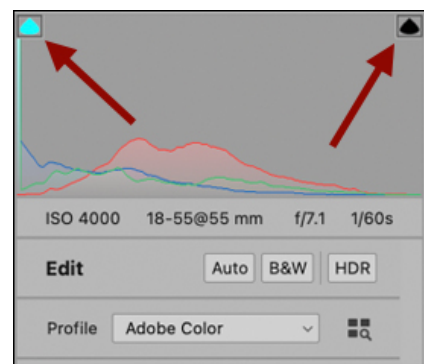 ISO 4000 18-55@55 mm f/7.1 1/60s
Edit Auto B&W HDR
Profile Adobe Color